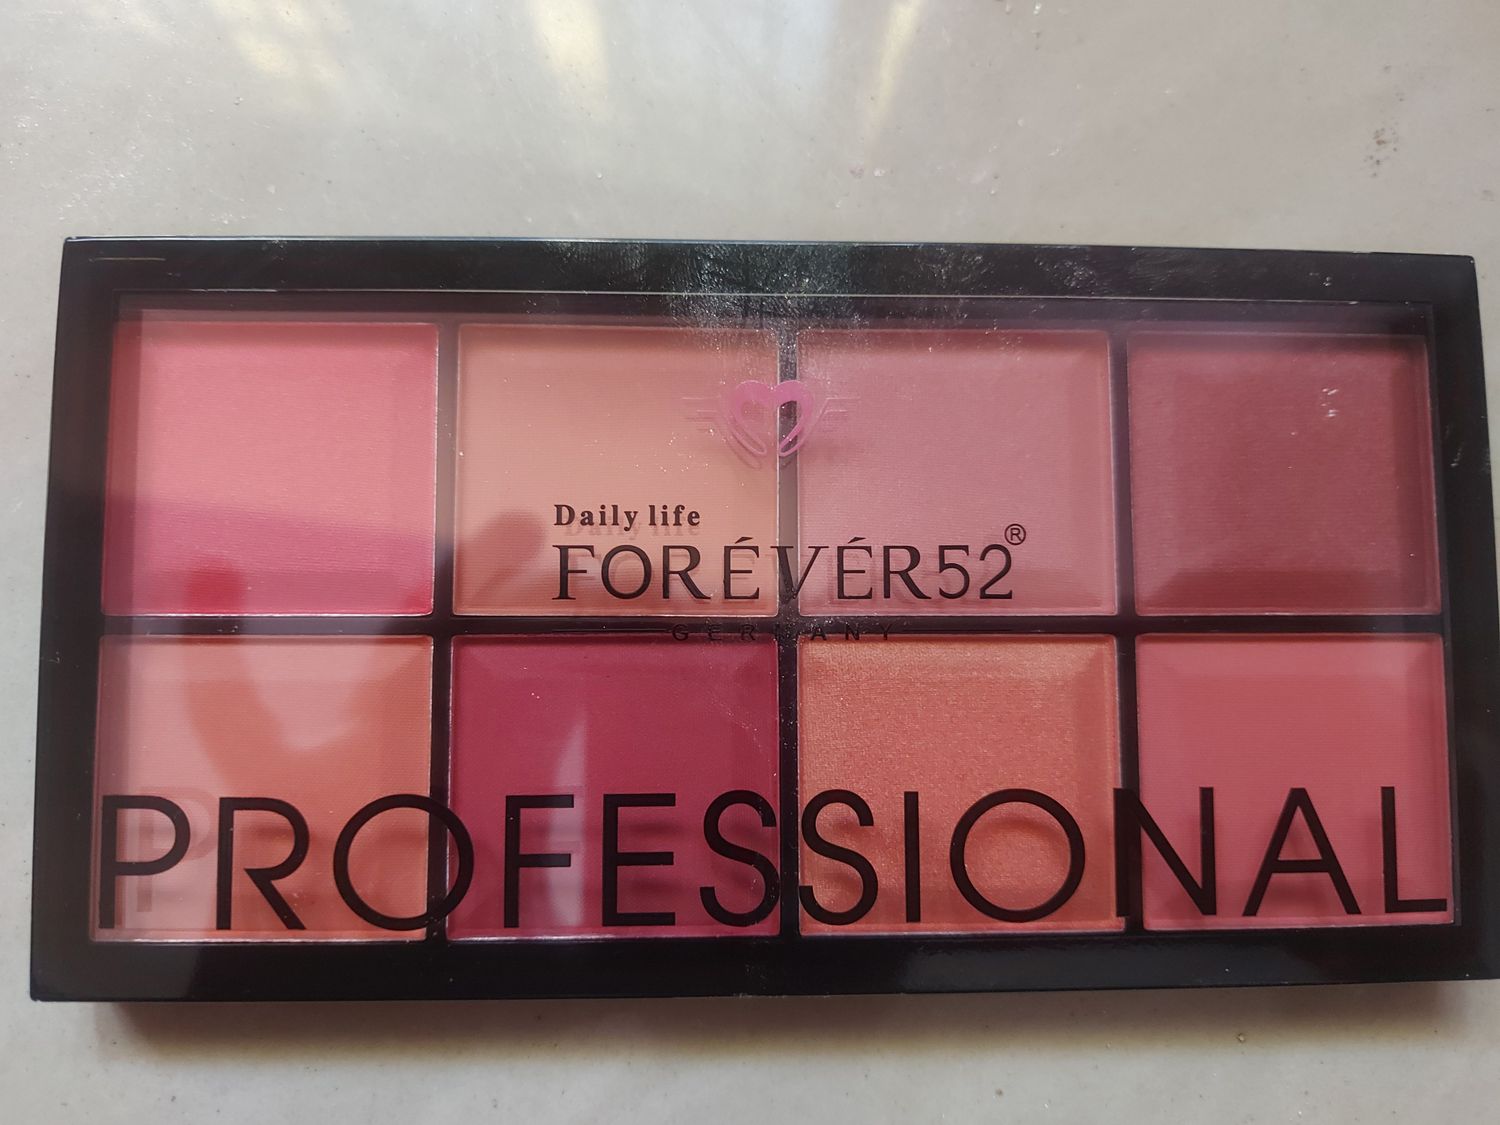 Daily life
FORÉVÉR52®
GERMANY
PROFESSIONAL